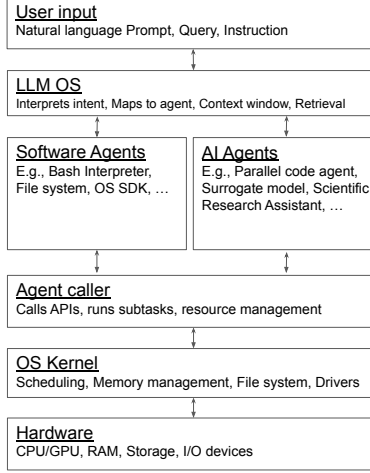 User input
Natural language Prompt, Query, Instruction
LLM OS
Interprets intent, Maps to agent, Context window, Retrieval
Software Agents
E.g., Bash Interpreter,
File system, OS SDK, …
AI Agents
E.g., Parallel code agent,
Surrogate model, Scientific
Research Assistant, …
Agent caller
Calls APIs, runs subtasks, resource management
OS Kernel
Scheduling, Memory management, File system, Drivers
Hardware
CPU/GPU, RAM, Storage, I/O devices